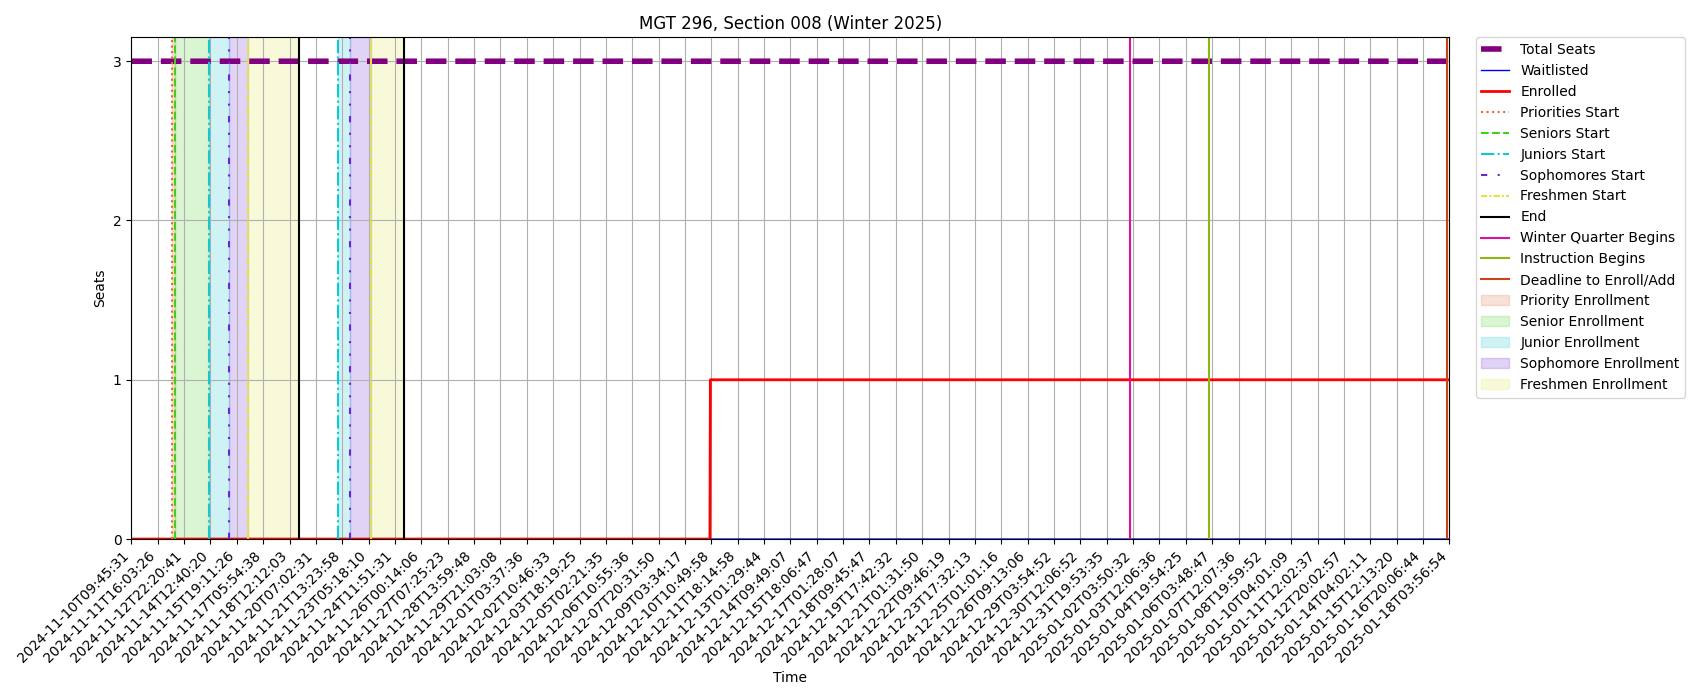 MGT 296, Section 008 (Winter 2025)
3
2
1
0
Seats
2024-11-10T09:45:31
2024-11-11T16:03:26
2024-11-12T22:20:41
2024-11-14T12:40:20
2024-11-15T19:11:26
2024-11-17T05:54:38
2024-11-18T12:12:03
2024-11-20T07:02:31
2024-11-21T13:23:58
2024-11-23T05:18:10
2024-11-24T11:51:31
2024-11-26T00:14:06
2024-11-27T07:25:23
2024-11-28T13:59:48
2024-11-29T21:03:09
2024-12-01T03:37:36
2024-12-02T10:46:33
2024-12-03T18:19:25
2024-12-05T02:21:35
2024-12-06T10:55:36
2024-12-07T20:31:50
2024-12-09T03:34:17
2024-12-10T10:49:58
2024-12-11T18:14:58
2024-12-13T01:29:44
2024-12-14T09:49:07
2024-12-15T18:06:47
2024-12-17T01:28:07
2024-12-18T09:45:47
2024-12-19T17:42:32
2024-12-21T01:31:50
2024-12-22T09:46:19
2024-12-23T17:32:13
2024-12-25T01:01:16
2024-12-26T09:13:06
2024-12-29T03:54:52
2024-12-30T12:06:52
2024-12-31T19:53:35
2025-01-02T03:50:32
2025-01-03T12:06:36
2025-01-04T19:54:25
2025-01-06T03:48:47
2025-01-07T12:07:36
2025-01-08T19:59:52
2025-01-10T04:01:09
2025-01-11T12:02:37
2025-01-12T20:02:57
2025-01-14T04:02:11
2025-01-15T12:13:20
2025-01-16T20:06:44
2025-01-18T03:56:54
Time
Total Seats
Waitlisted
Enrolled
Priorities Start
Seniors Start
Juniors Start
Sophomores Start
Freshmen Start
End
Winter Quarter Begins
Instruction Begins
Deadline to Enroll/Add
Priority Enrollment
Senior Enrollment
Junior Enrollment
Sophomore Enrollment
Freshmen Enrollment